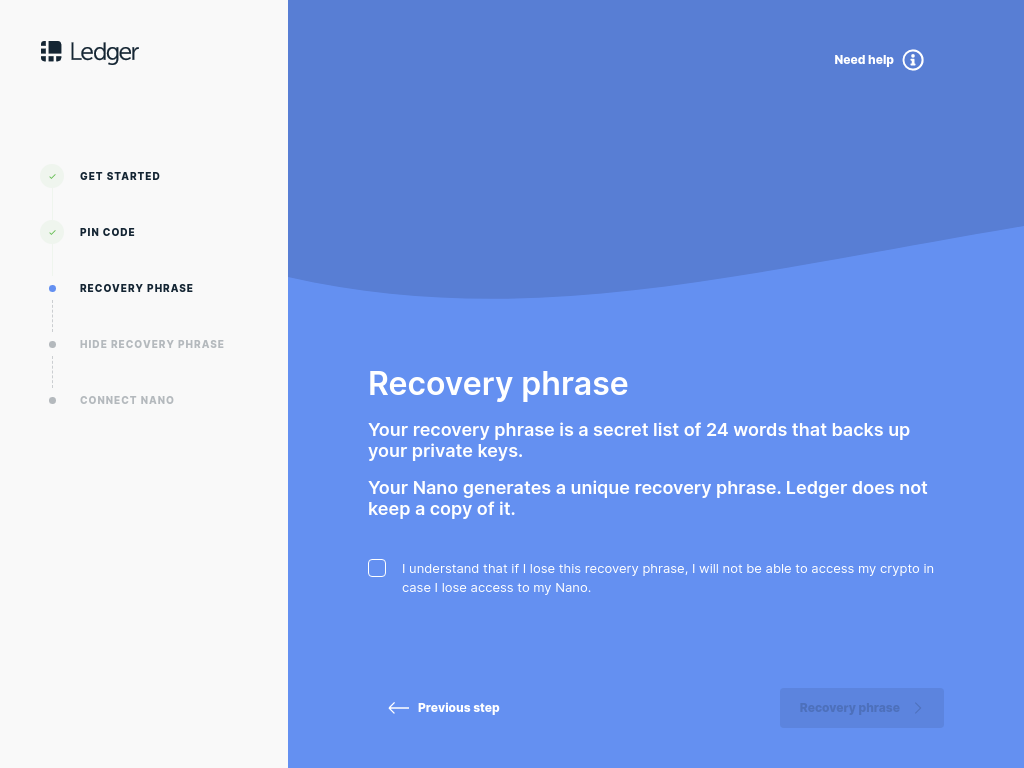 Ledger
Need help
GET STARTED
PIN CODE
RECOVERY PHRASE
HIDE RECOVERY PHRASE
CONNECT NANO
Recovery phrase
Your recovery phrase is a secret list of 24 words that backs up
your private keys.
Your Nano generates a unique recovery phrase. Ledger does not
keep a copy of it.
I understand that if I lose this recovery phrase, I will not be able to access my crypto in
case I lose access to my Nano.
Previous step
Recovery phrase